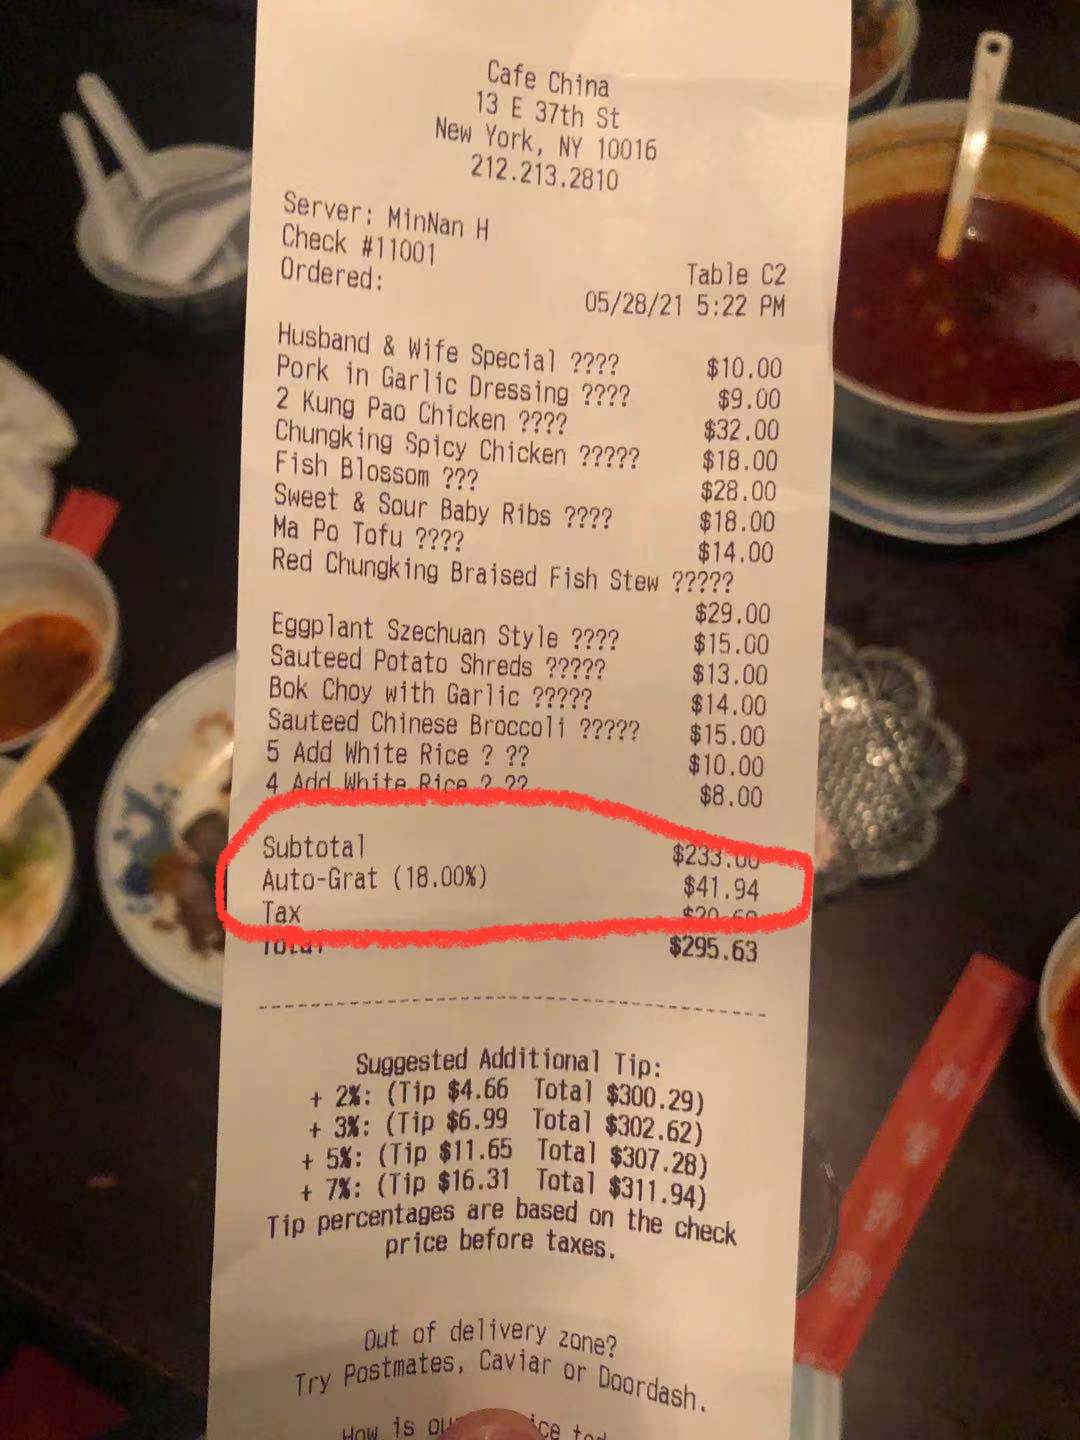 Cafe China
13 E 37th St
New York, NY 10016
212.213.2810
Server: MinNan H
Check #11001
Table C2
Ordered: 05/28/21 5:22 PM
Husband & Wife Special ???? $10.00
Pork in Garlic Dressing ???? $9.00
2 Kung Pao Chicken ???? $32.00
Chungking Spicy Chicken ????? $18.00
Fish Blossom ??? $28.00
Sweet & Sour Baby Ribs ???? $18.00
Ma Po Tofu ???? $14.00
Red Chungking Braised Fish Stew ?????
$29.00
Eggplant Szechuan Style ???? $15.00
Sauteed Potato Shreds ????? $13.00
Bok Choy with Garlic ????? $14.00
Sauteed Chinese Broccoli ????? $15.00
5 Add White Rice ? ?? $10.00
4 Add White Rice ? ?? $8.00
Subtotal $233.00
Auto-Grat (18.00%) $41.94
Tax
Total $295.63
Suggested Additional Tip:
+ 2%: (Tip $4.66 Total $300.29)
+ 3%: (Tip $6.99 Total $302.62)
+ 5%: (Tip $11.65 Total $307.28)
+ 7%: (Tip $16.31 Total $311.94)
Tip percentages are based on the check
price before taxes.
Out of delivery zone?
Try Postmates, Caviar or Doordash.
How is